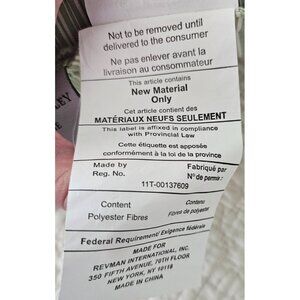 Not to be removed until
delivered to the consumer
Ne pas enlever avant la
livraison au consommateur
This article contains
New Material
Only
Cet article contient des
MATÉRIAUX NEUFS SEULEMENT
This label is affixed in compliance
with Provincial Law
Cette étiquette est apposée
conformément à la loi de la province
Made by
Fabriqué par
Reg. No.
Nº de permis:
11T-00137609
Content
Contenu
Polyester Fibres
Fibres de polyester
Federal Requirement/ Exigence fédérale
MADE FOR
REVMAN INTERNATIONAL, INC.
350 FIFTH AVENUE, 70TH FLOOR
NEW YORK, NY 10118
MADE IN CHINA
LEY
E